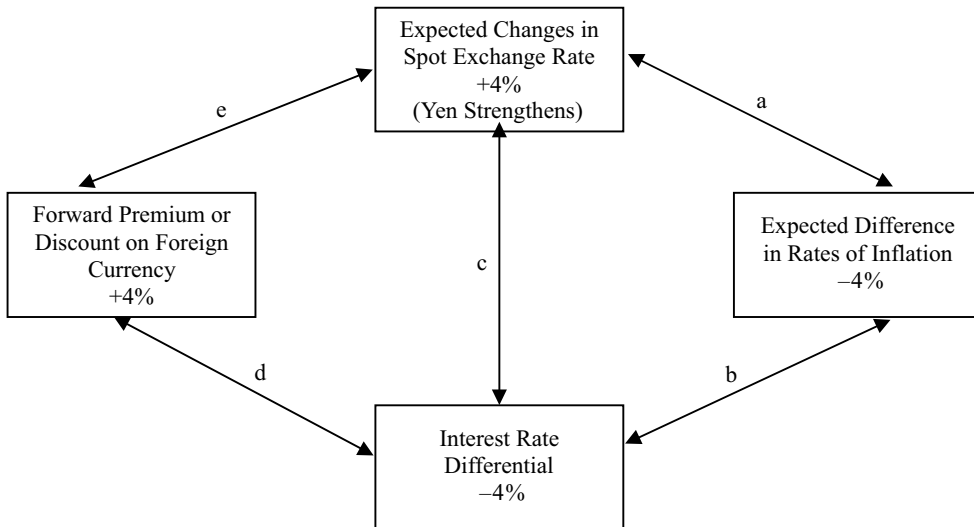 Expected Changes in
Spot Exchange Rate
+4%
(Yen Strengthens)
e
a
Forward Premium or
Discount on Foreign
Currency
+4%
c
Expected Difference
in Rates of Inflation
–4%
d
b
Interest Rate
Differential
–4%